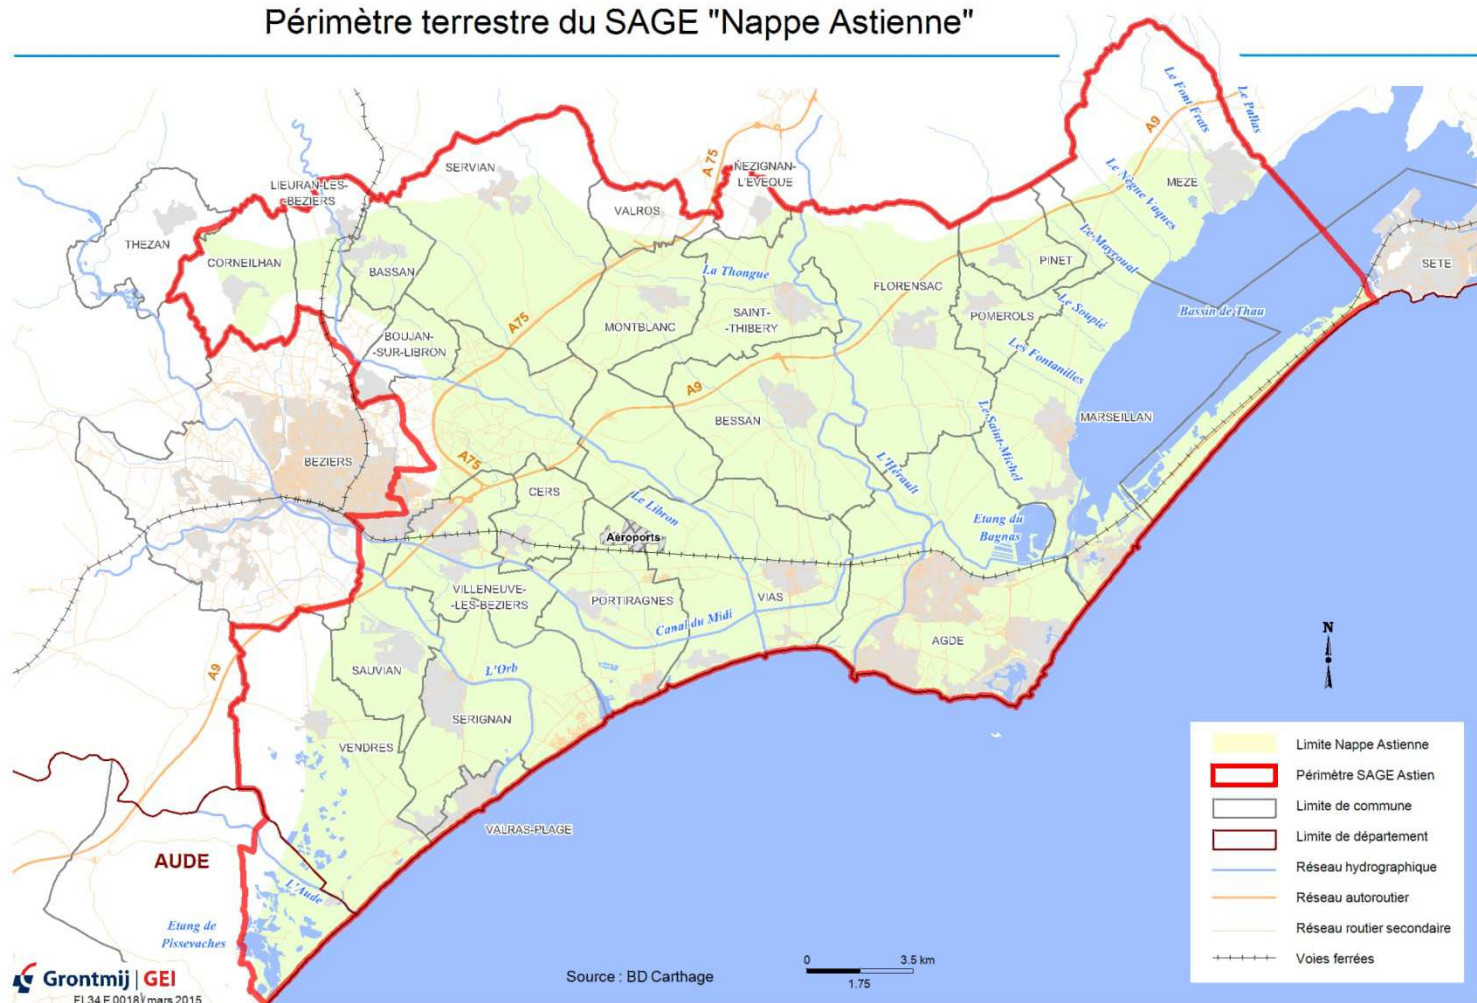 Périmètre terrestre du SAGE "Nappe Astienne"
Le Font Frats
Le Pallas
A9
A 75
SERVIAN
NEZIGNAN-
L'EVEQUE
MEZE
LIEURAN-LES-
BEZIERS
VALROS
Le Nègue Vaques
THEZAN
CORNEILHAN
BASSAN
La Thongue
Le Mayroual
PINET
SETE
FLORENSAC
Le Soupié
Bassin de Thau
A75
MONTBLANC
SAINT-
-THIBERY
POMEROLS
BOUJAN-
-SUR-LIBRON
Les Fontanilles
A9
BESSAN
Le Saint-Michel
MARSEILLAN
BEZIERS
A75
L'Hérault
CERS
Le Libron
Etang du
Bagnas
Aéroports
VILLENEUVE-
-LES-BEZIERS
PORTIRAGNES
VIAS
Canal du Midi
AGDE
N
A9
SAUVIAN
L'Orb
SERIGNAN
VENDRES
VALRAS-PLAGE
AUDE
L'Aude
Etang de
Pissevaches
Limite Nappe Astienne
Périmètre SAGE Astien
Limite de commune
Limite de département
Réseau hydrographique
Réseau autoroutier
Réseau routier secondaire
Voies ferrées
Grontmij | GEI
Source : BD Carthage
0 3.5 km
1.75
FI.34 F 0018 / mars 2015